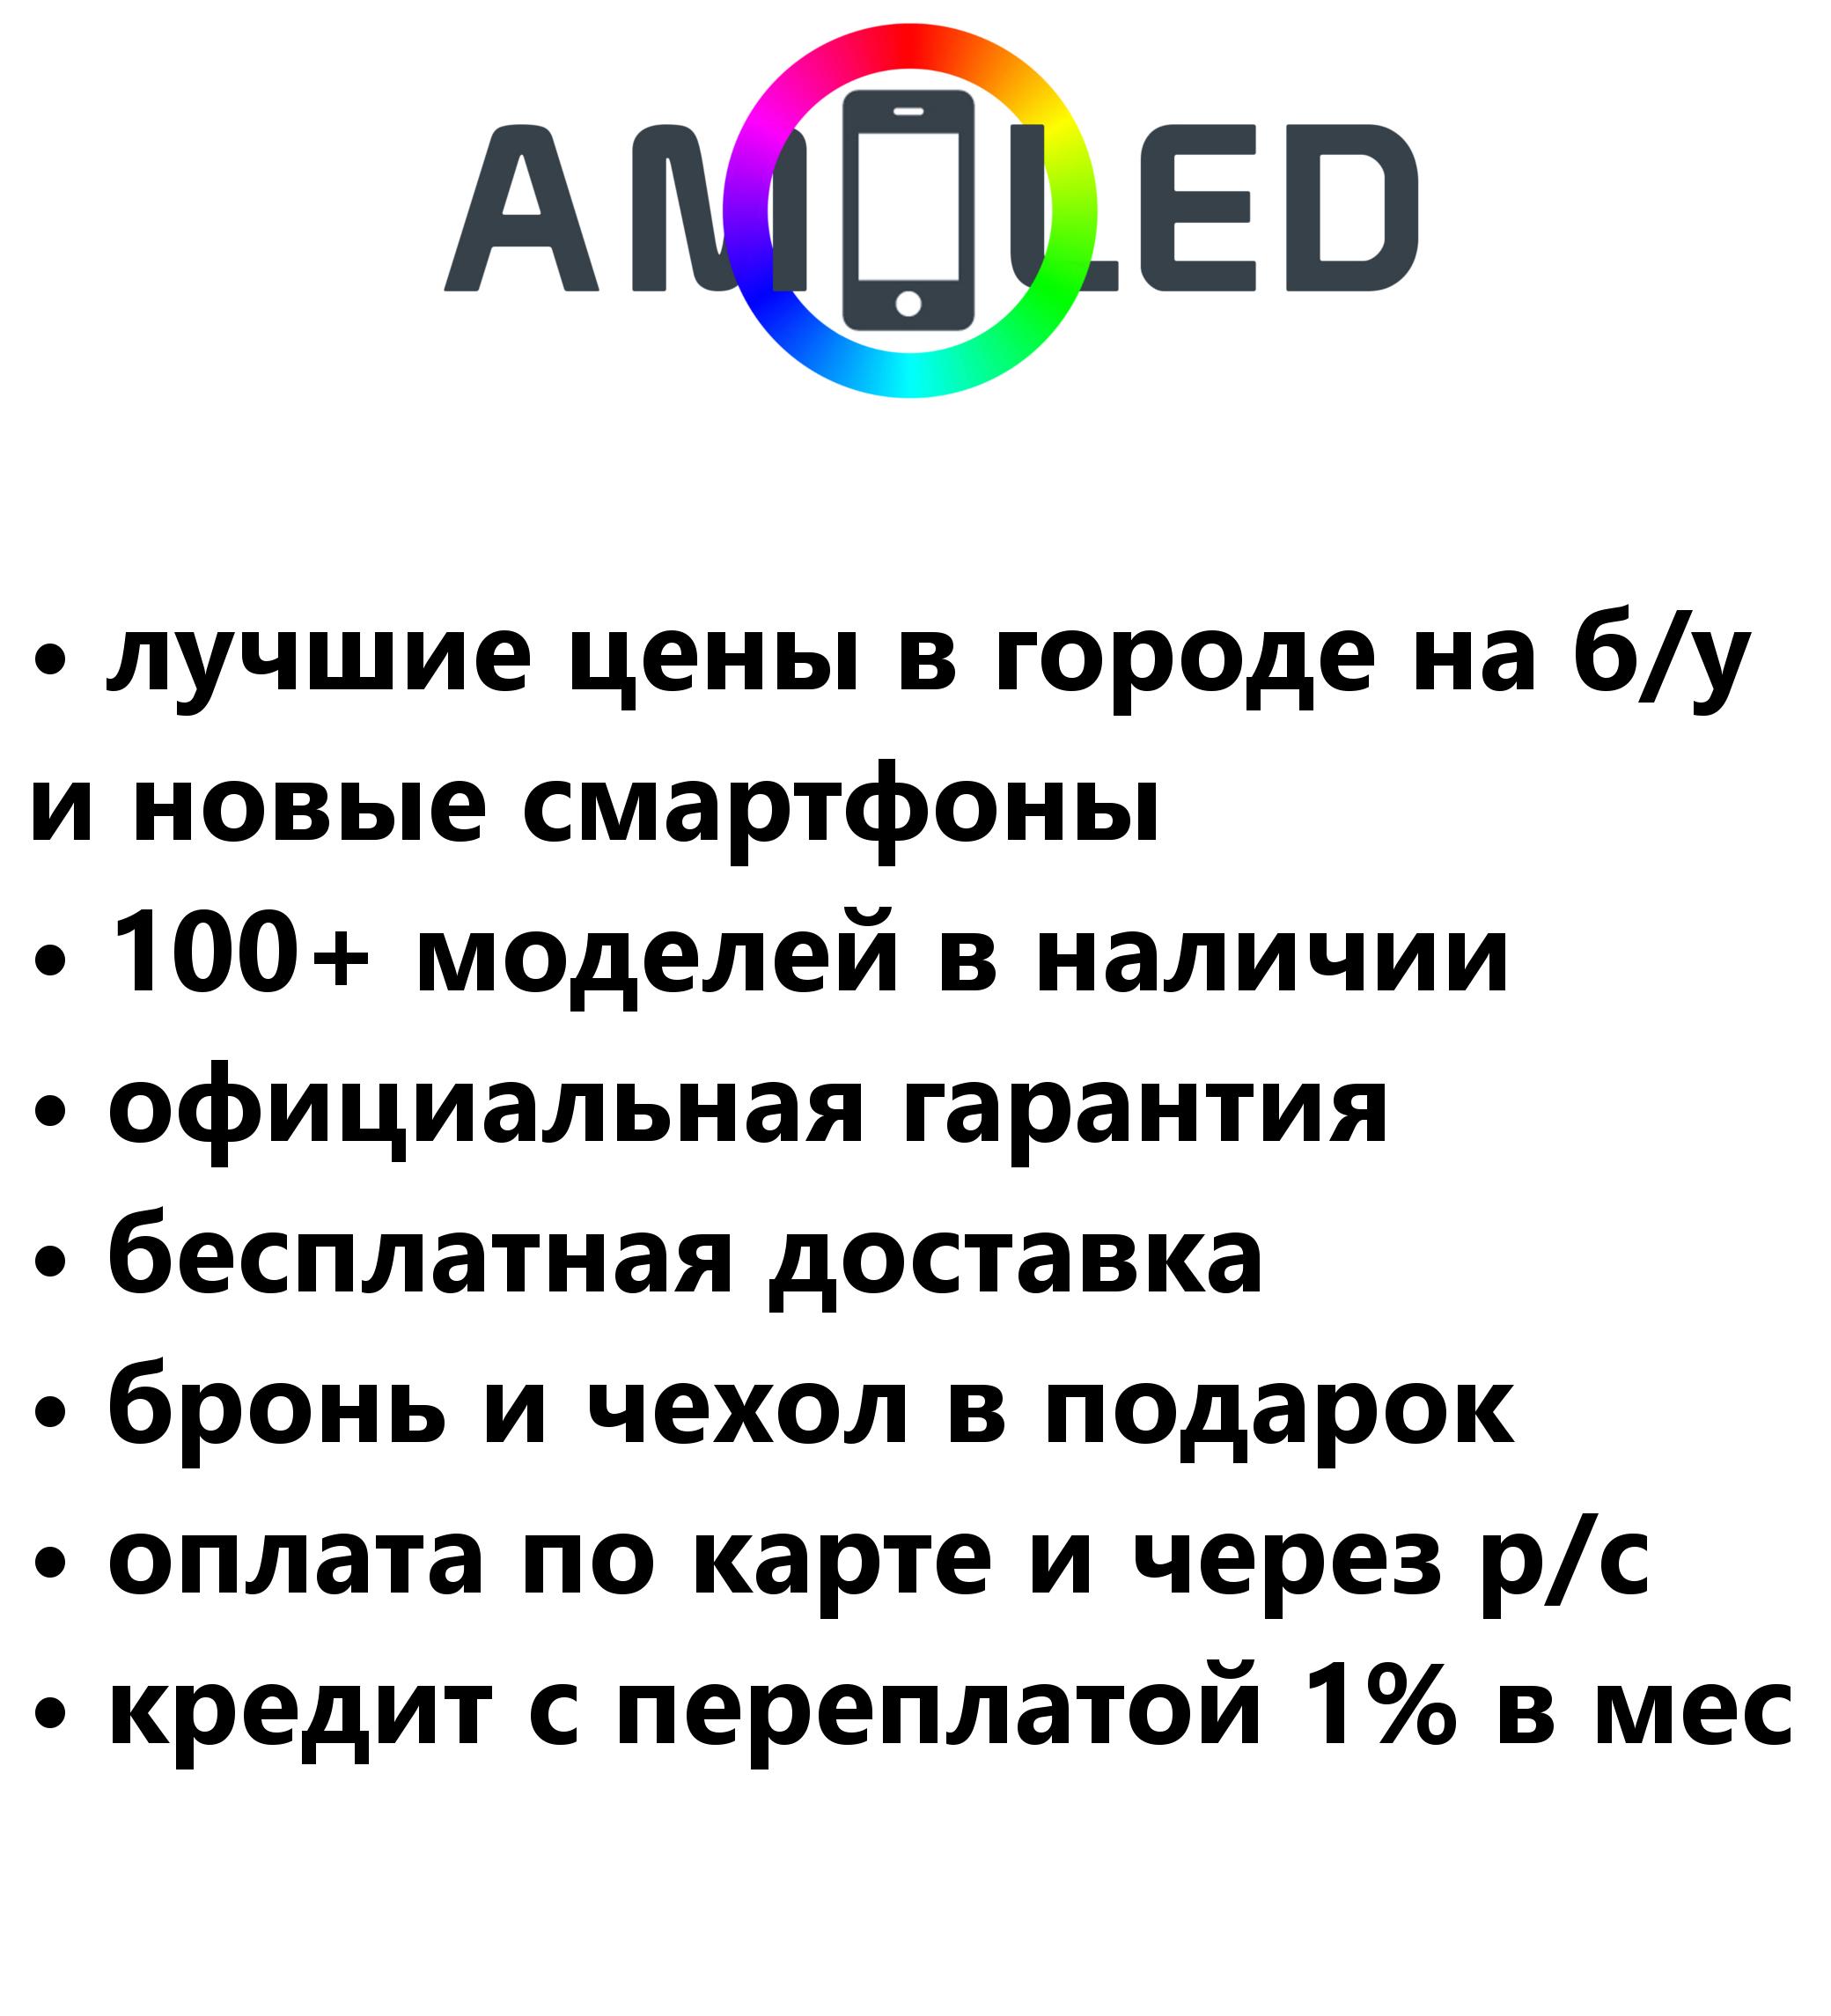 AMOLED
• лучшие цены в городе на б/у
и новые смартфоны
• 100+ моделей в наличии
• официальная гарантия
• бесплатная доставка
• бронь и чехол в подарок
• оплата по карте и через р/с
• кредит с переплатой 1% в мес